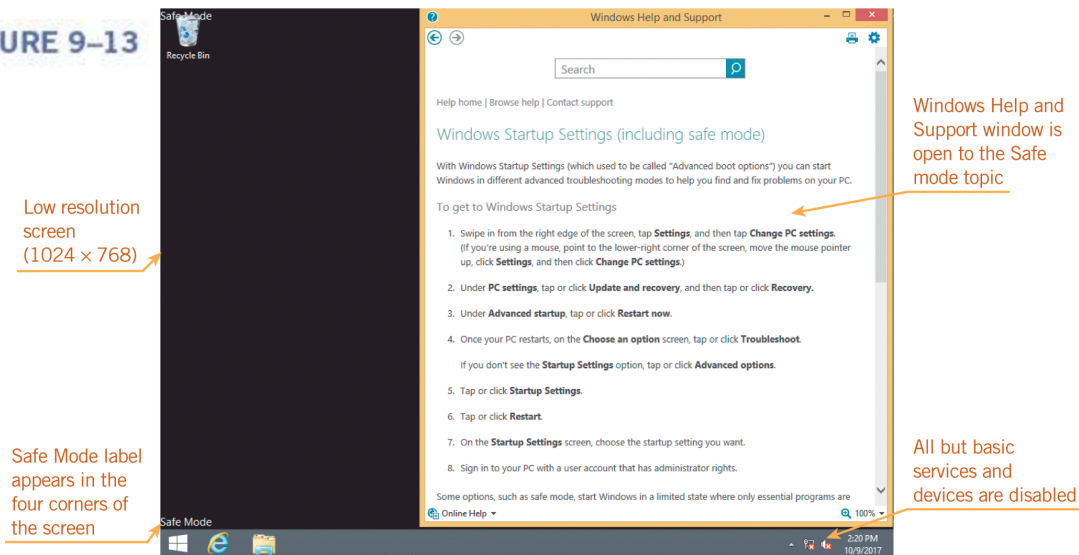 URE 9–13
Safe Mode
Recycle Bin
Windows Help and Support
Search
Help home | Browse help | Contact support
Windows Startup Settings (including safe mode)
With Windows Startup Settings (which used to be called "Advanced boot options") you can start
Windows in different advanced troubleshooting modes to help you find and fix problems on your PC.
To get to Windows Startup Settings
1. Swipe in from the right edge of the screen, tap Settings, and then tap Change PC settings.
(If you're using a mouse, point to the lower-right corner of the screen, move the mouse pointer
up, click Settings, and then click Change PC settings.)
2. Under PC settings, tap or click Update and recovery, and then tap or click Recovery.
3. Under Advanced startup, tap or click Restart now.
4. Once your PC restarts, on the Choose an option screen, tap or click Troubleshoot.
If you don't see the Startup Settings option, tap or click Advanced options.
5. Tap or click Startup Settings.
6. Tap or click Restart.
7. On the Startup Settings screen, choose the startup setting you want.
8. Sign in to your PC with a user account that has administrator rights.
Some options, such as safe mode, start Windows in a limited state where only essential programs are
Online Help
100%
Safe Mode
2:20 PM
10/9/2017
Low resolution
screen
(1024 × 768)
Safe Mode label
appears in the
four corners of
the screen
Windows Help and
Support window is
open to the Safe
mode topic
All but basic
services and
devices are disabled